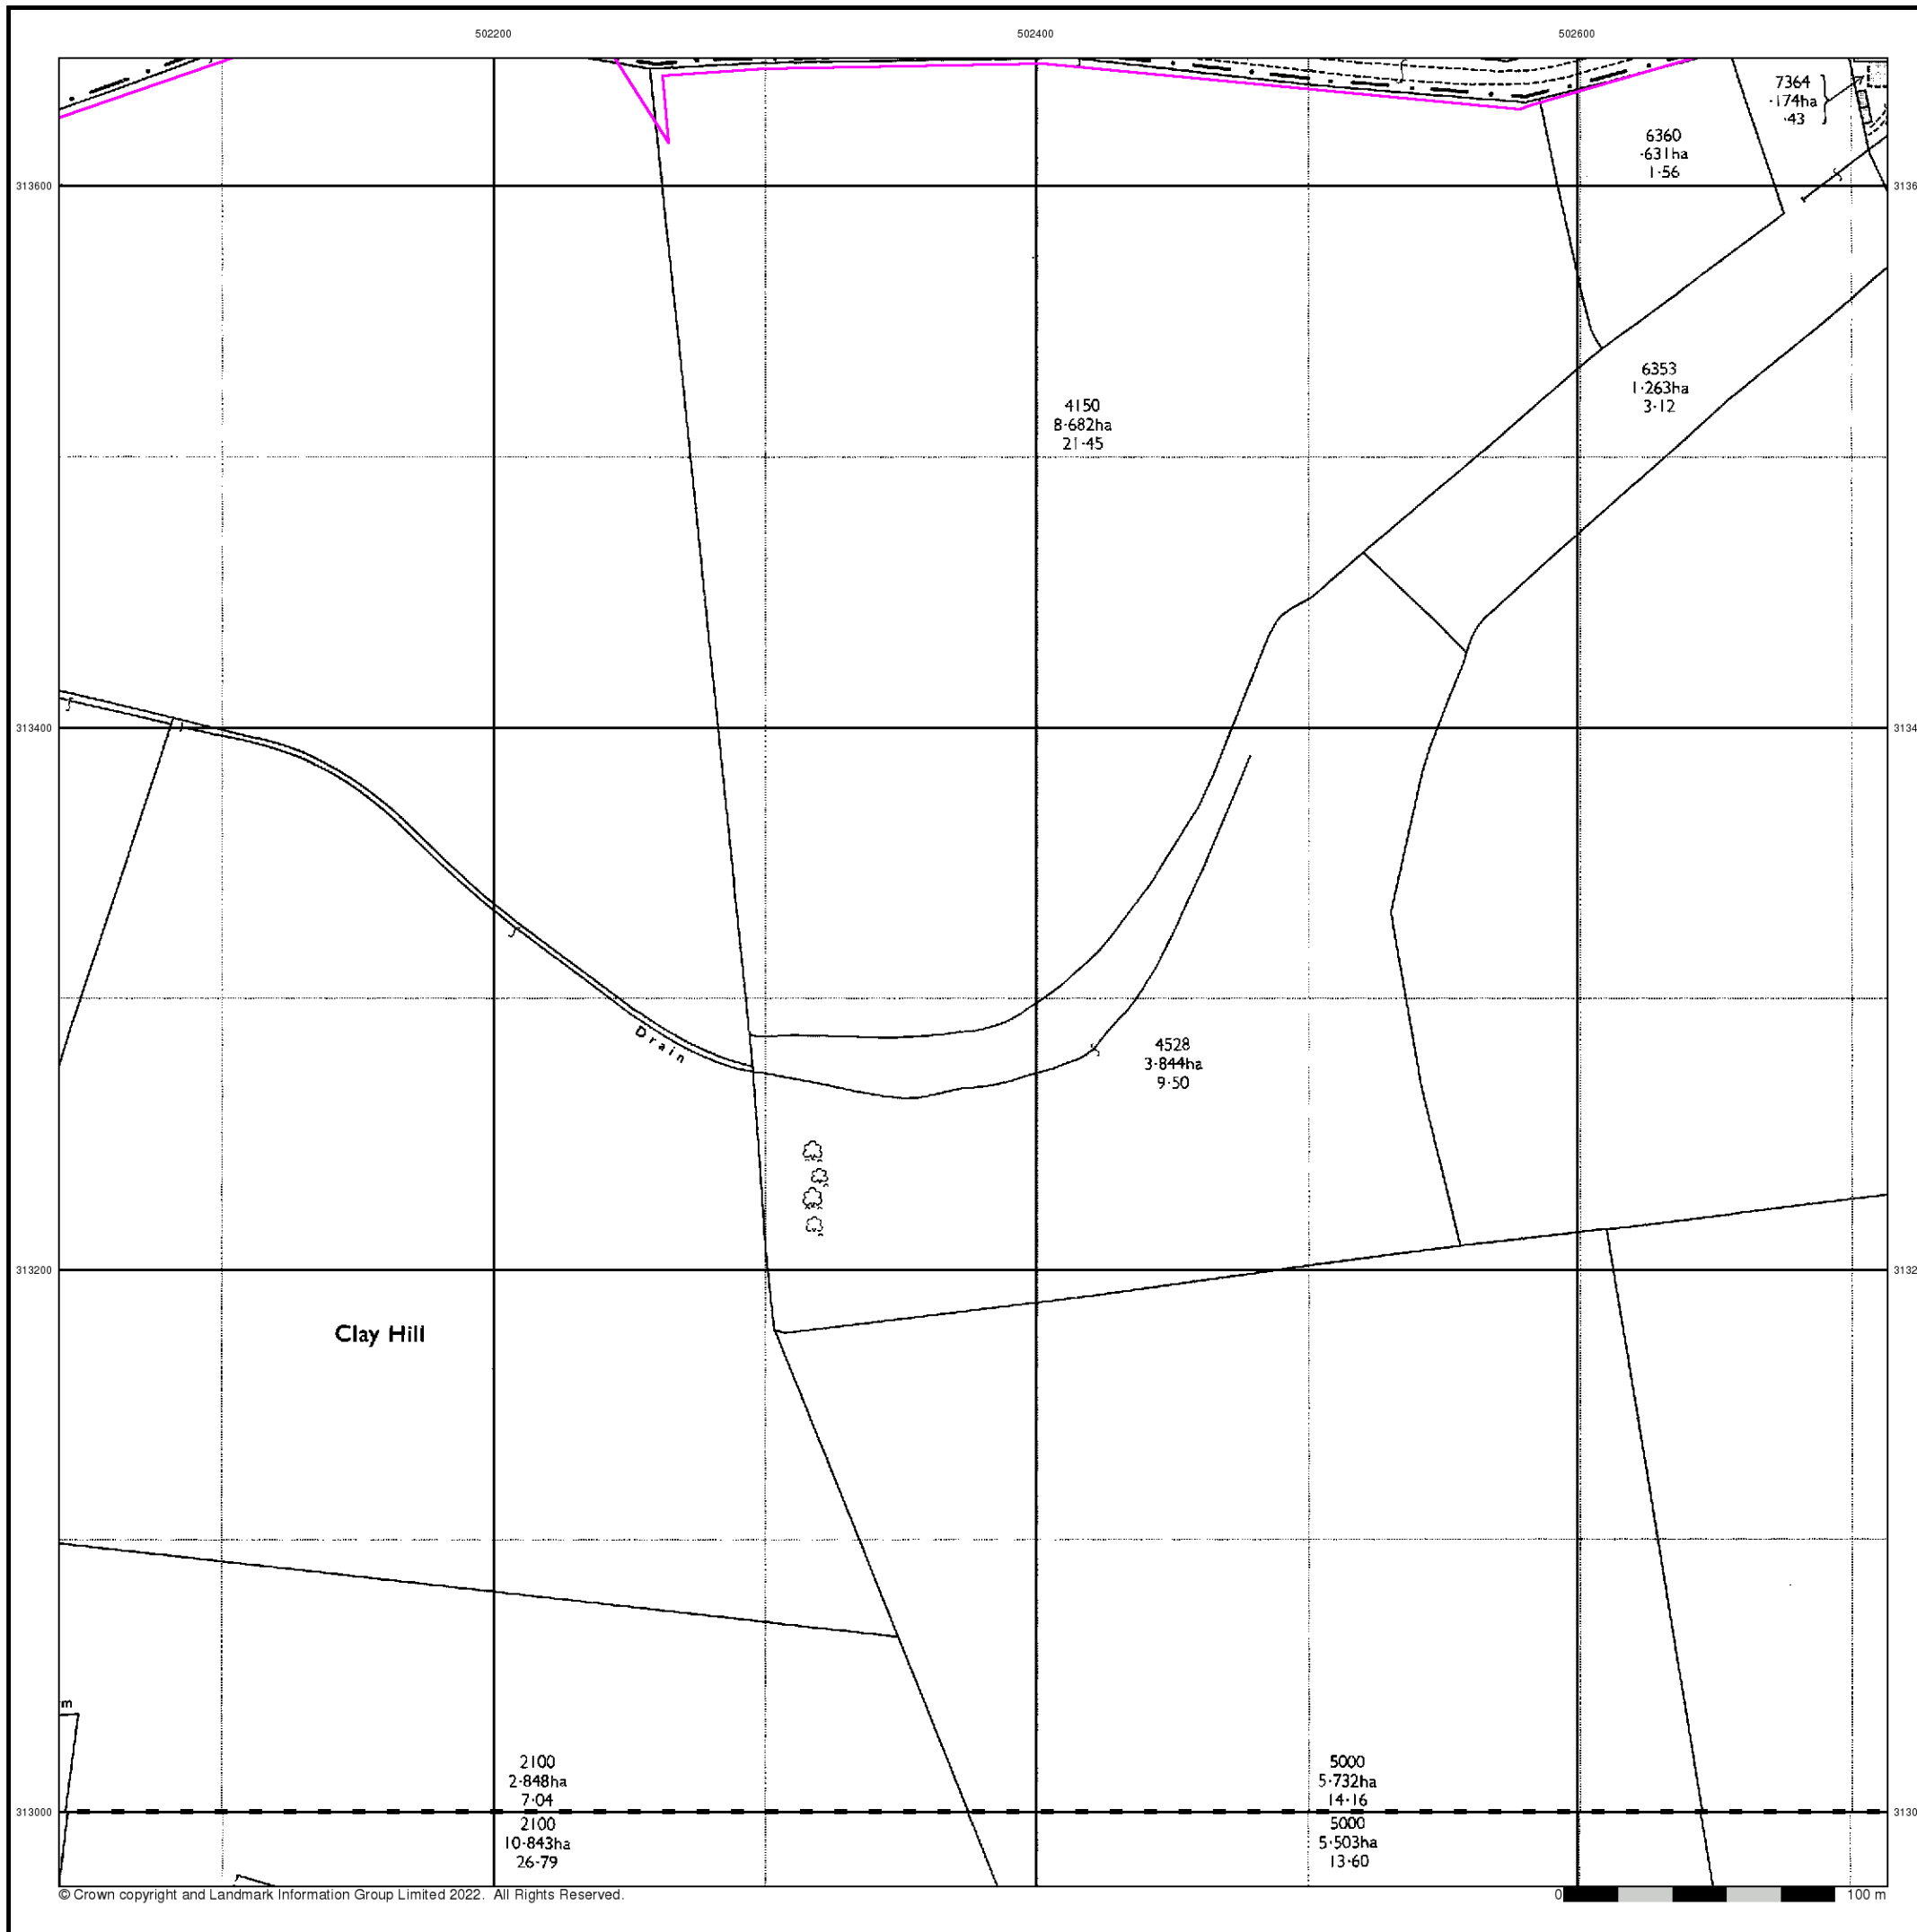 502200
502400
502600
7364
·174ha
·43
6360
·631ha
1·56
313600
3136
6353
1·263ha
3·12
4150
8·682ha
21·45
313400
3134
Drain
4528
3·844ha
9·50
313200
3132
Clay Hill
m
2100
2·848ha
7·04
5000
5·732ha
14·16
313000
3130
2100
10·843ha
26·79
5000
5·503ha
13·60
© Crown copyright and Landmark Information Group Limited 2022. All Rights Reserved.
0
100 m